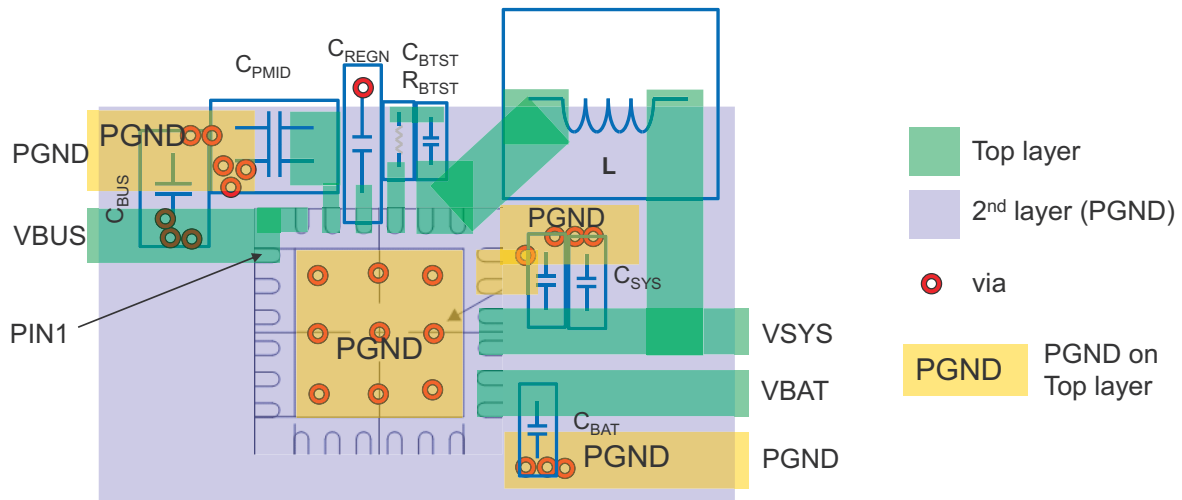 C_REGN
C_BTST
R_BTST
C_PMID
PGND
PGND
C_BUS
VBUS
PIN1
L
PGND
C_SYS
PGND
VSYS
VBAT
C_BAT
PGND
PGND
Top layer
2nd layer (PGND)
via
PGND
PGND on
Top layer